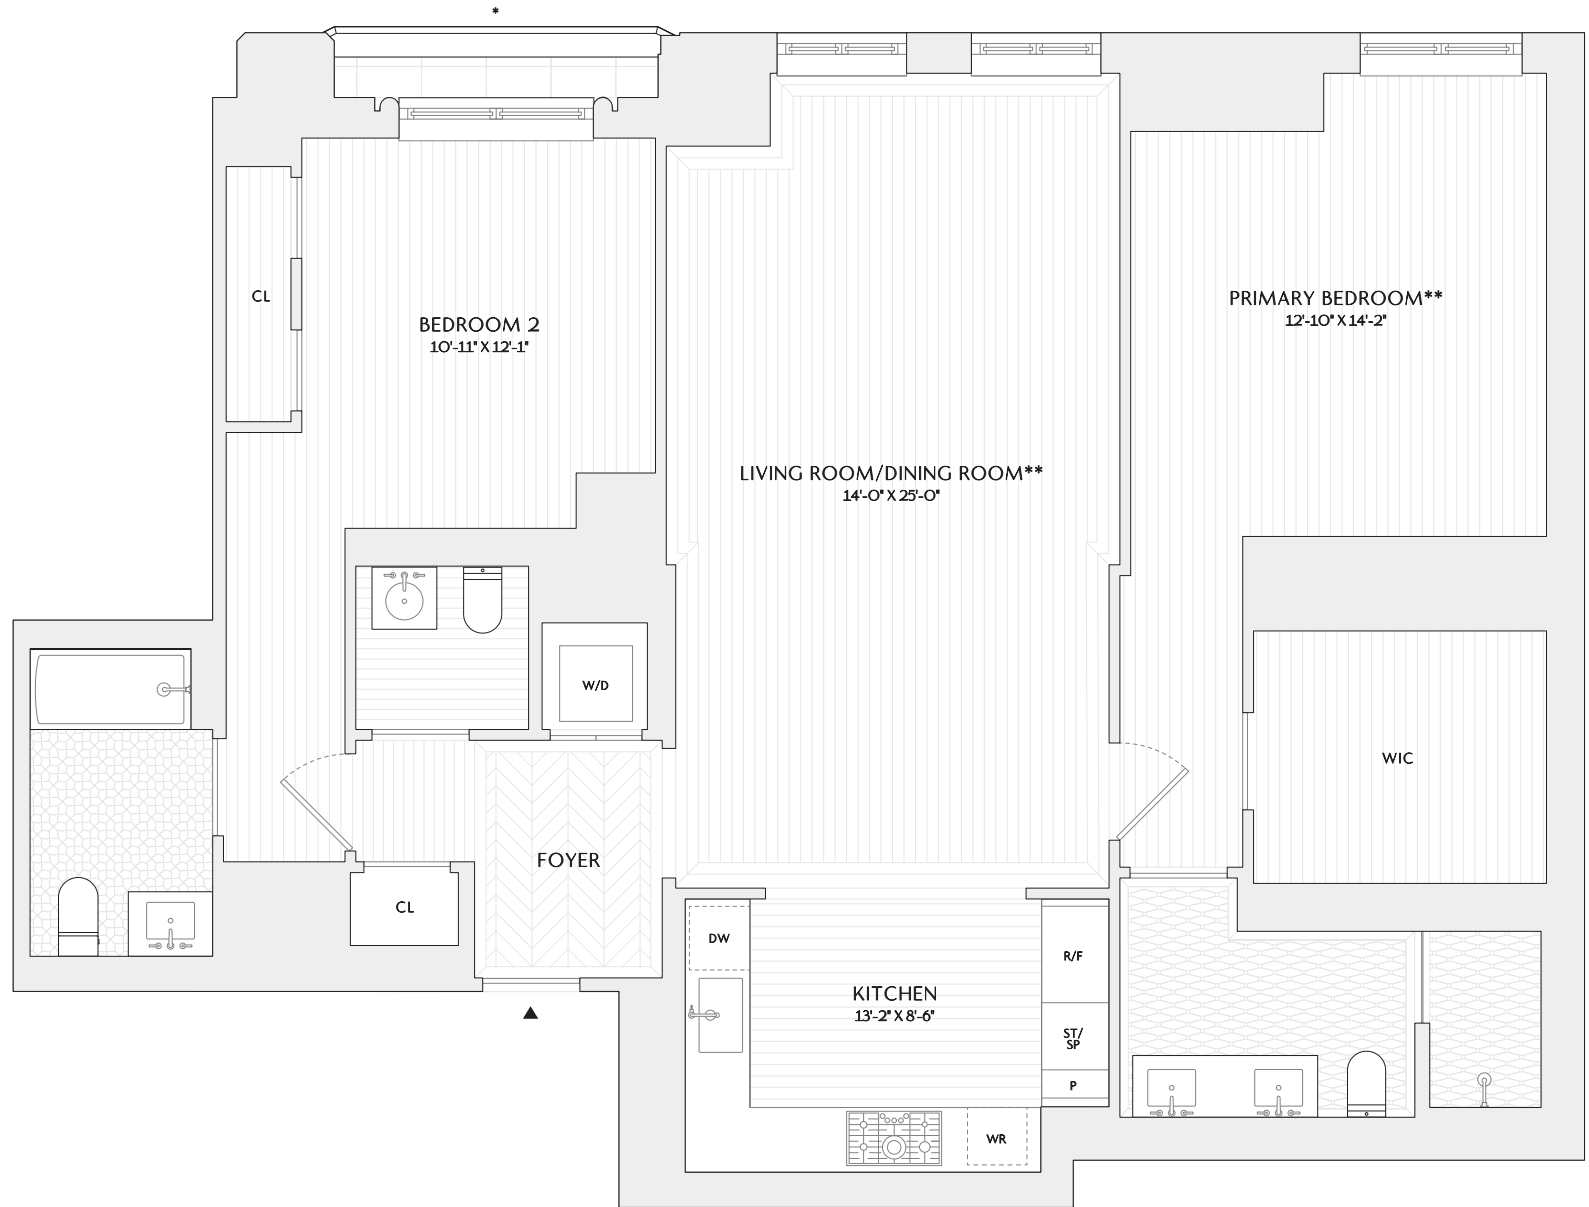 *
CL
BEDROOM 2
10'-11" X 12'-1"
PRIMARY BEDROOM**
12'-10" X 14'-2"
LIVING ROOM/DINING ROOM**
14'-0" X 25'-0"
W/D
WIC
FOYER
CL
DW
R/F
KITCHEN
13'-2" X 8'-6"
ST/
SP
P
WR